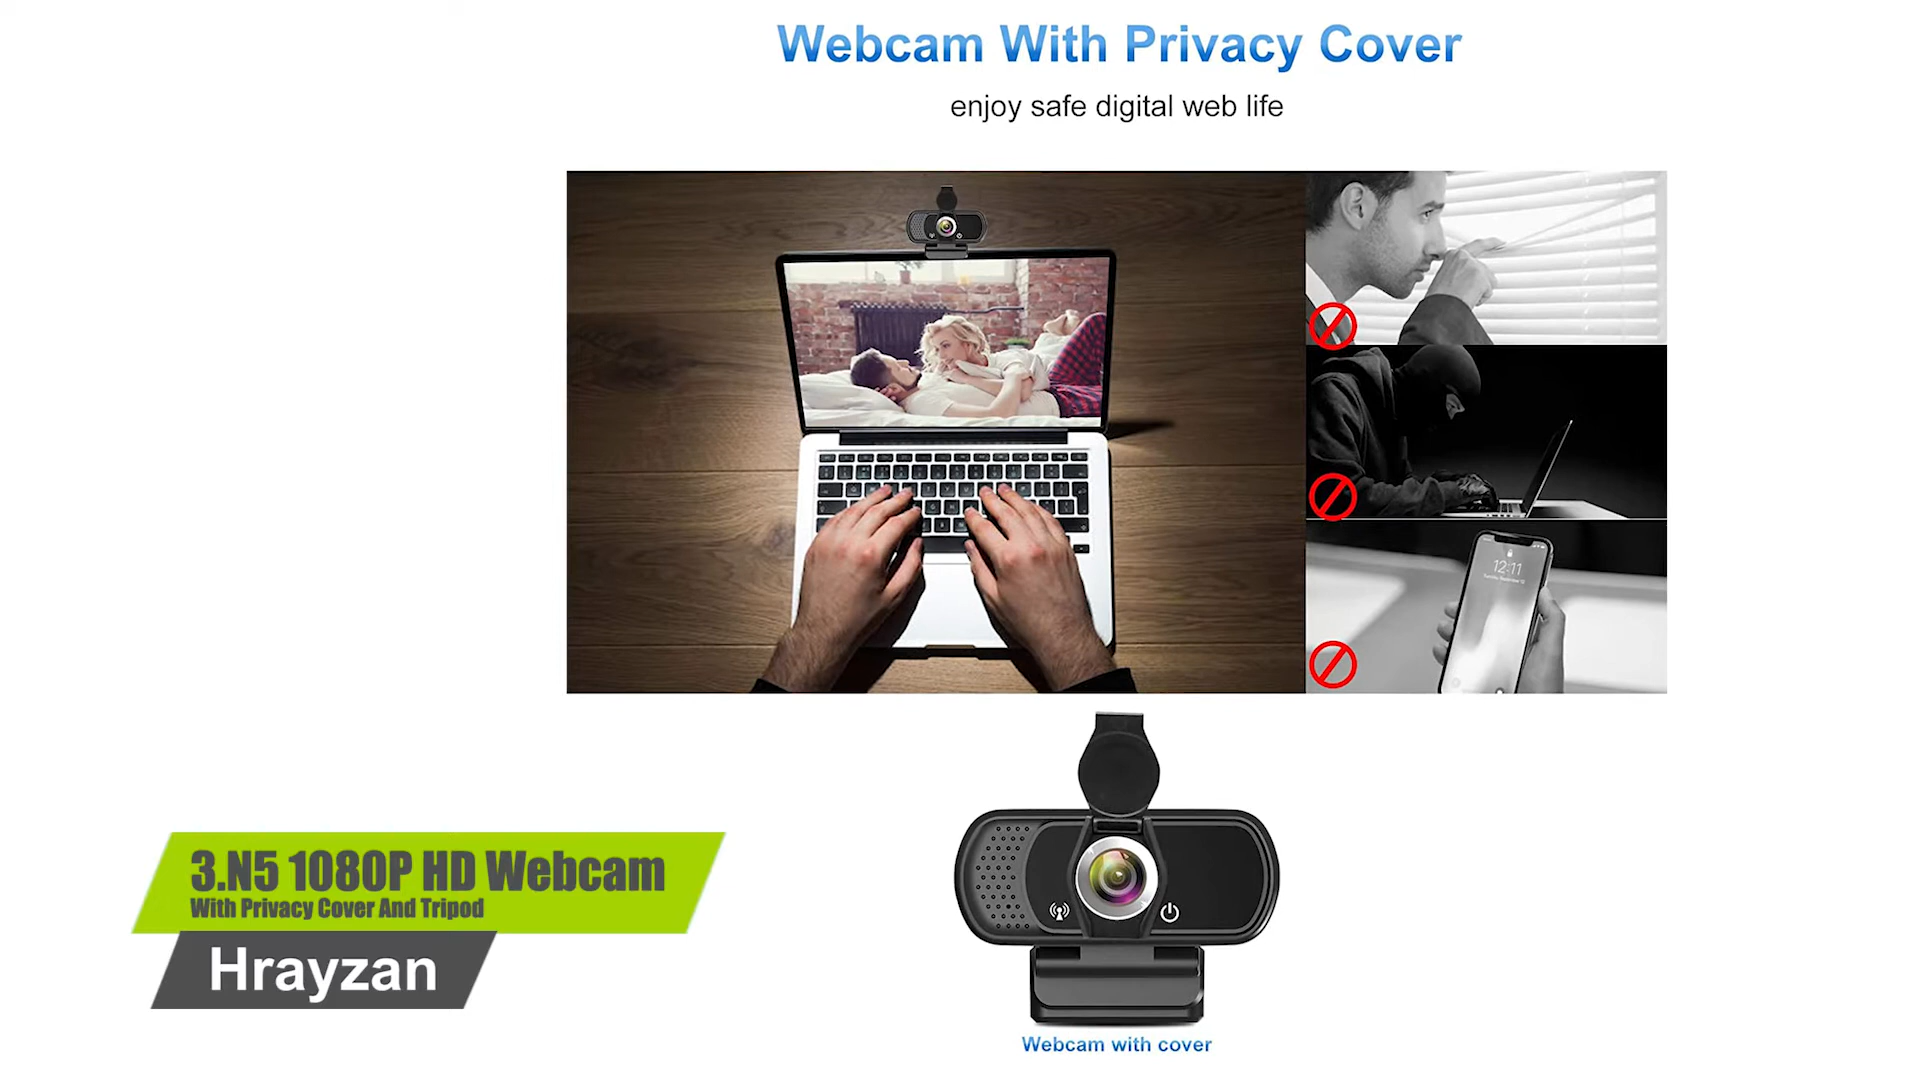 Webcam With Privacy Cover
enjoy safe digital web life
12:11
3.N5 1080P HD Webcam
With Privacy Cover And Tripod
Hrayzan
Webcam with cover